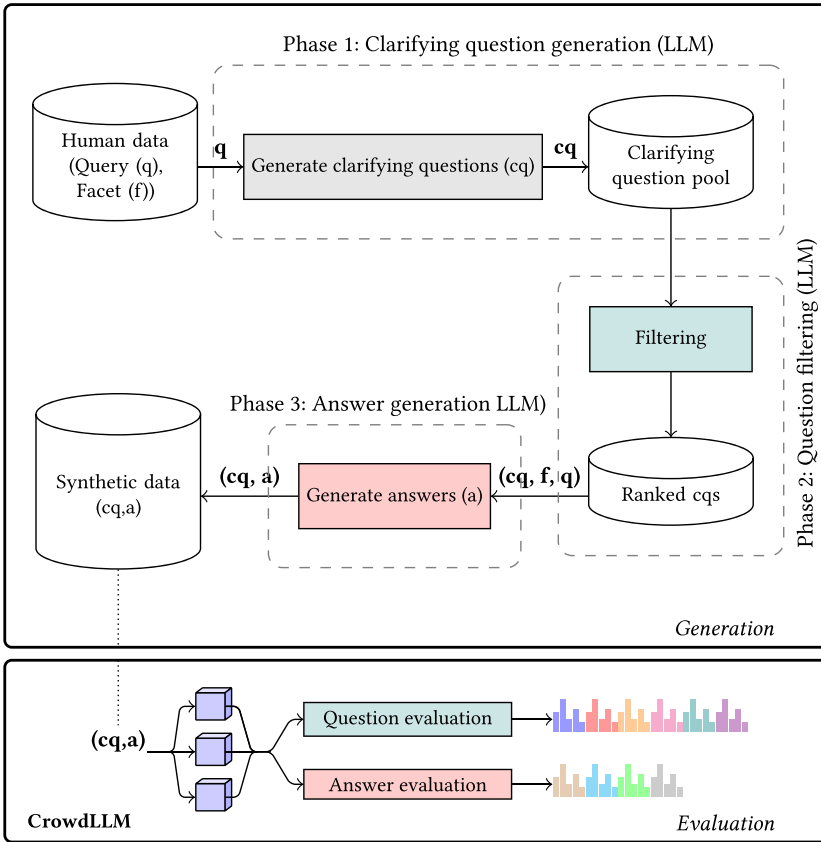 Phase 1: Clarifying question generation (LLM)
Human data
(Query (q),
Facet (f))
q
Generate clarifying questions (cq)
cq
Clarifying
question pool
Phase 2: Question filtering (LLM)
Filtering
Ranked cqs
Phase 3: Answer generation LLM)
(cq, f, q)
Generate answers (a)
(cq, a)
Synthetic data
(cq,a)
Generation
(cq,a)
Question evaluation
Answer evaluation
CrowdLLM
Evaluation